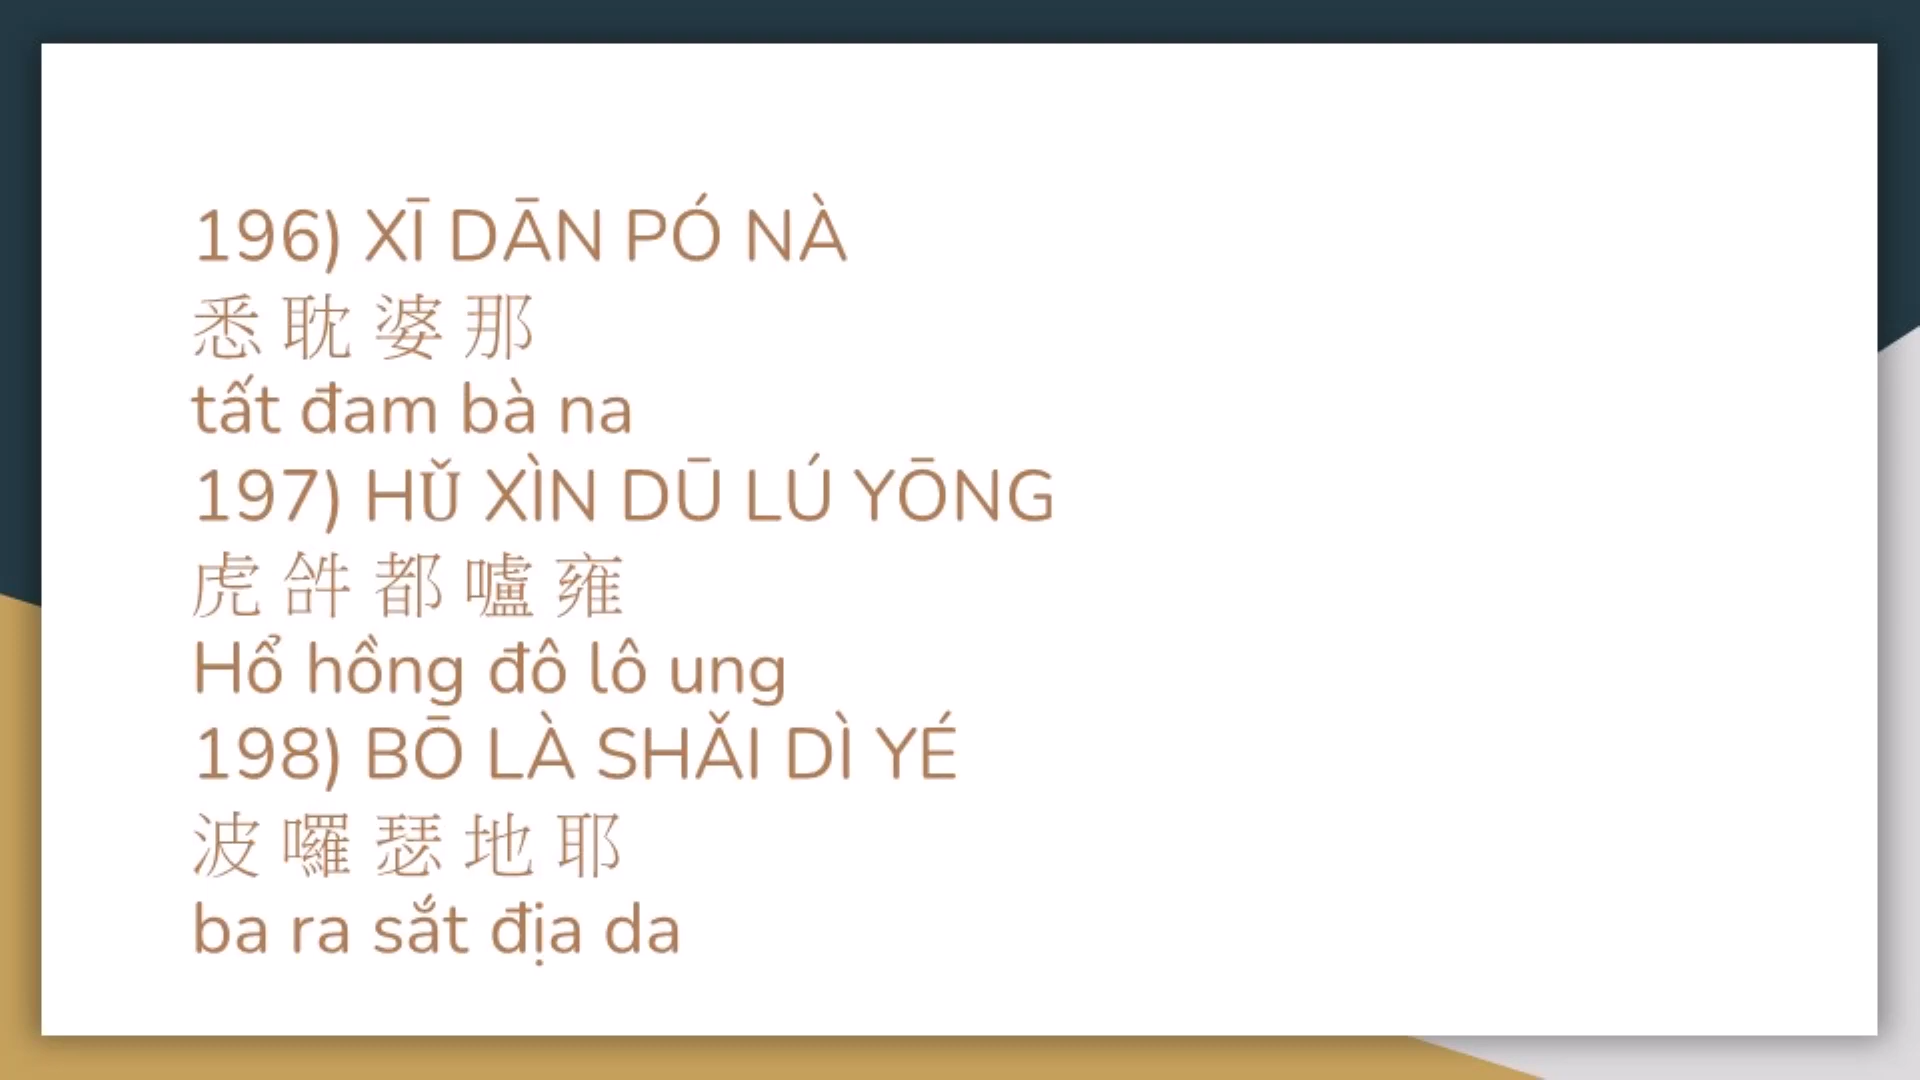 196) XĪ DĀN PÓ NÀ
悉 耽 婆 那
tất đam bà na
197) HǓ XÌN DŪ LÚ YŌNG
虎 𤙖 都 嚧 雍
Hổ hồng đô lô ung
198) BŌ LÀ SHǍI DÌ YÉ
波 囉 瑟 地 耶
ba ra sắt địa da